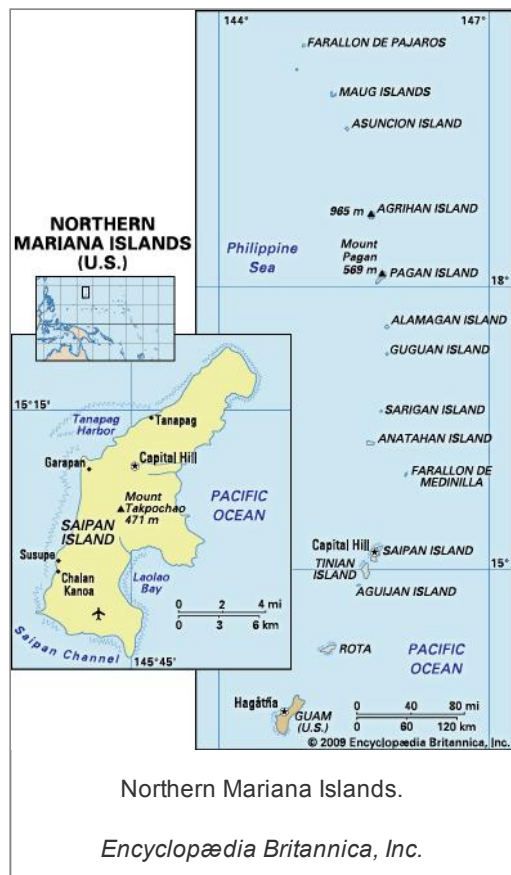 144
147
FARALLON DE PAJAROS
MAUG ISLANDS
ASUNCION ISLAND
965 m
AGRIHAN ISLAND
NORTHERN
MARIANA ISLANDS
(U.S.)
Philippine
Sea
Mount
Pagan
569 m
PAGAN ISLAND
18
ALAMAGAN ISLAND
GUGUAN ISLAND
SARIGAN ISLAND
ANATAHAN ISLAND
FARALLON DE
MEDINILLA
15°15'
Tanapag
Harbor
Tanapag
Garapan
Capital Hill
Mount
Takpochao
471 m
PACIFIC
OCEAN
SAIPAN
ISLAND
Susupe
Chalan
Kanoa
Laolao
Bay
0 2 4 mi
0 3 6 km
Saipan Channel
145°45'
Capital Hill
SAIPAN ISLAND
TINIAN
ISLAND
15
AGUIJAN ISLAND
ROTA
PACIFIC
OCEAN
Hagåtña
GUAM
(U.S.)
0 40 80 mi
0 60 120 km
© 2009 Encyclopædia Britannica, Inc.
Northern Mariana Islands.
Encyclopædia Britannica, Inc.